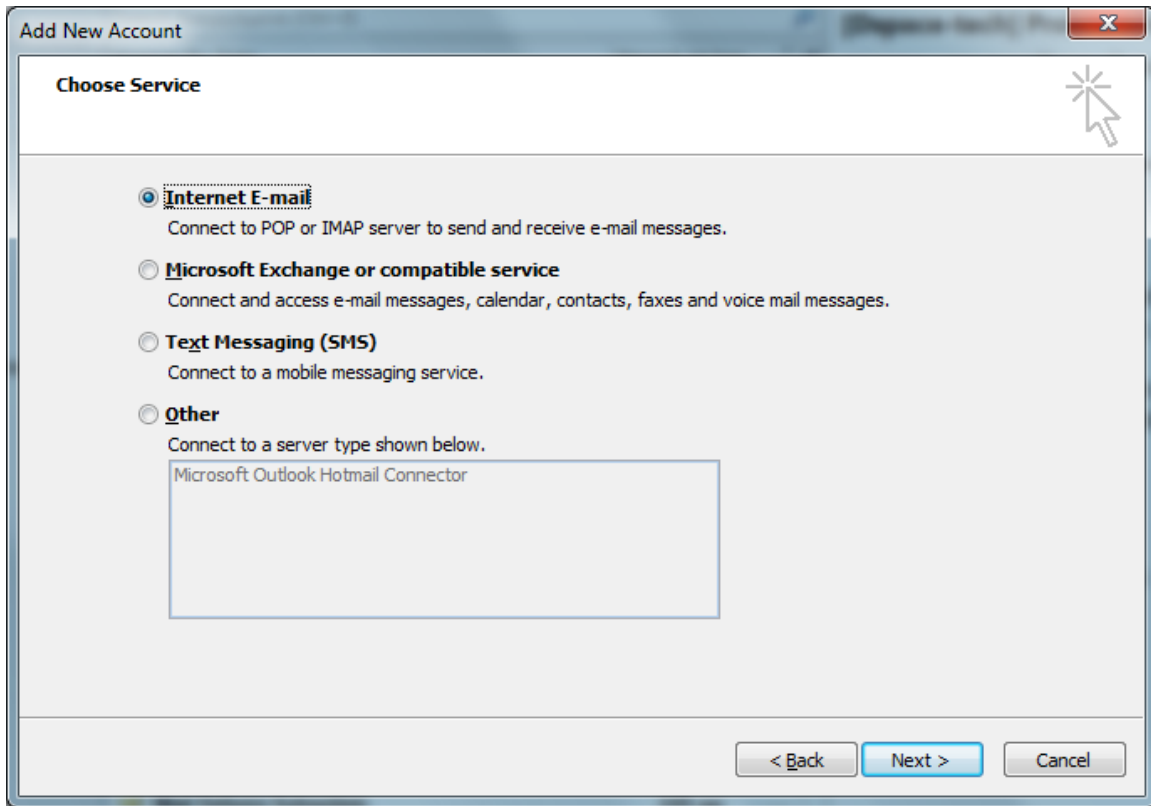 Add New Account
Choose Service
Internet E-mail
Connect to POP or IMAP server to send and receive e-mail messages.
Microsoft Exchange or compatible service
Connect and access e-mail messages, calendar, contacts, faxes and voice mail messages.
Text Messaging (SMS)
Connect to a mobile messaging service.
Other
Connect to a server type shown below.
Microsoft Outlook Hotmail Connector
< Back Next > Cancel